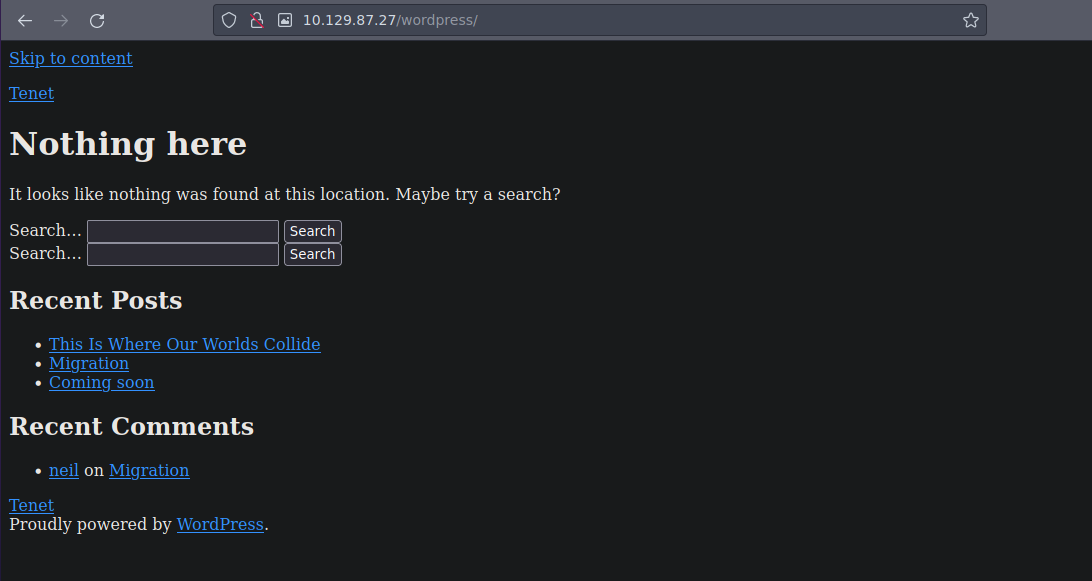 10.129.87.27/wordpress/
Skip to content
Tenet
Nothing here
It looks like nothing was found at this location. Maybe try a search?
Search… Search
Search… Search
Recent Posts
• This Is Where Our Worlds Collide
• Migration
• Coming soon
Recent Comments
• neil on Migration
Tenet
Proudly powered by WordPress.